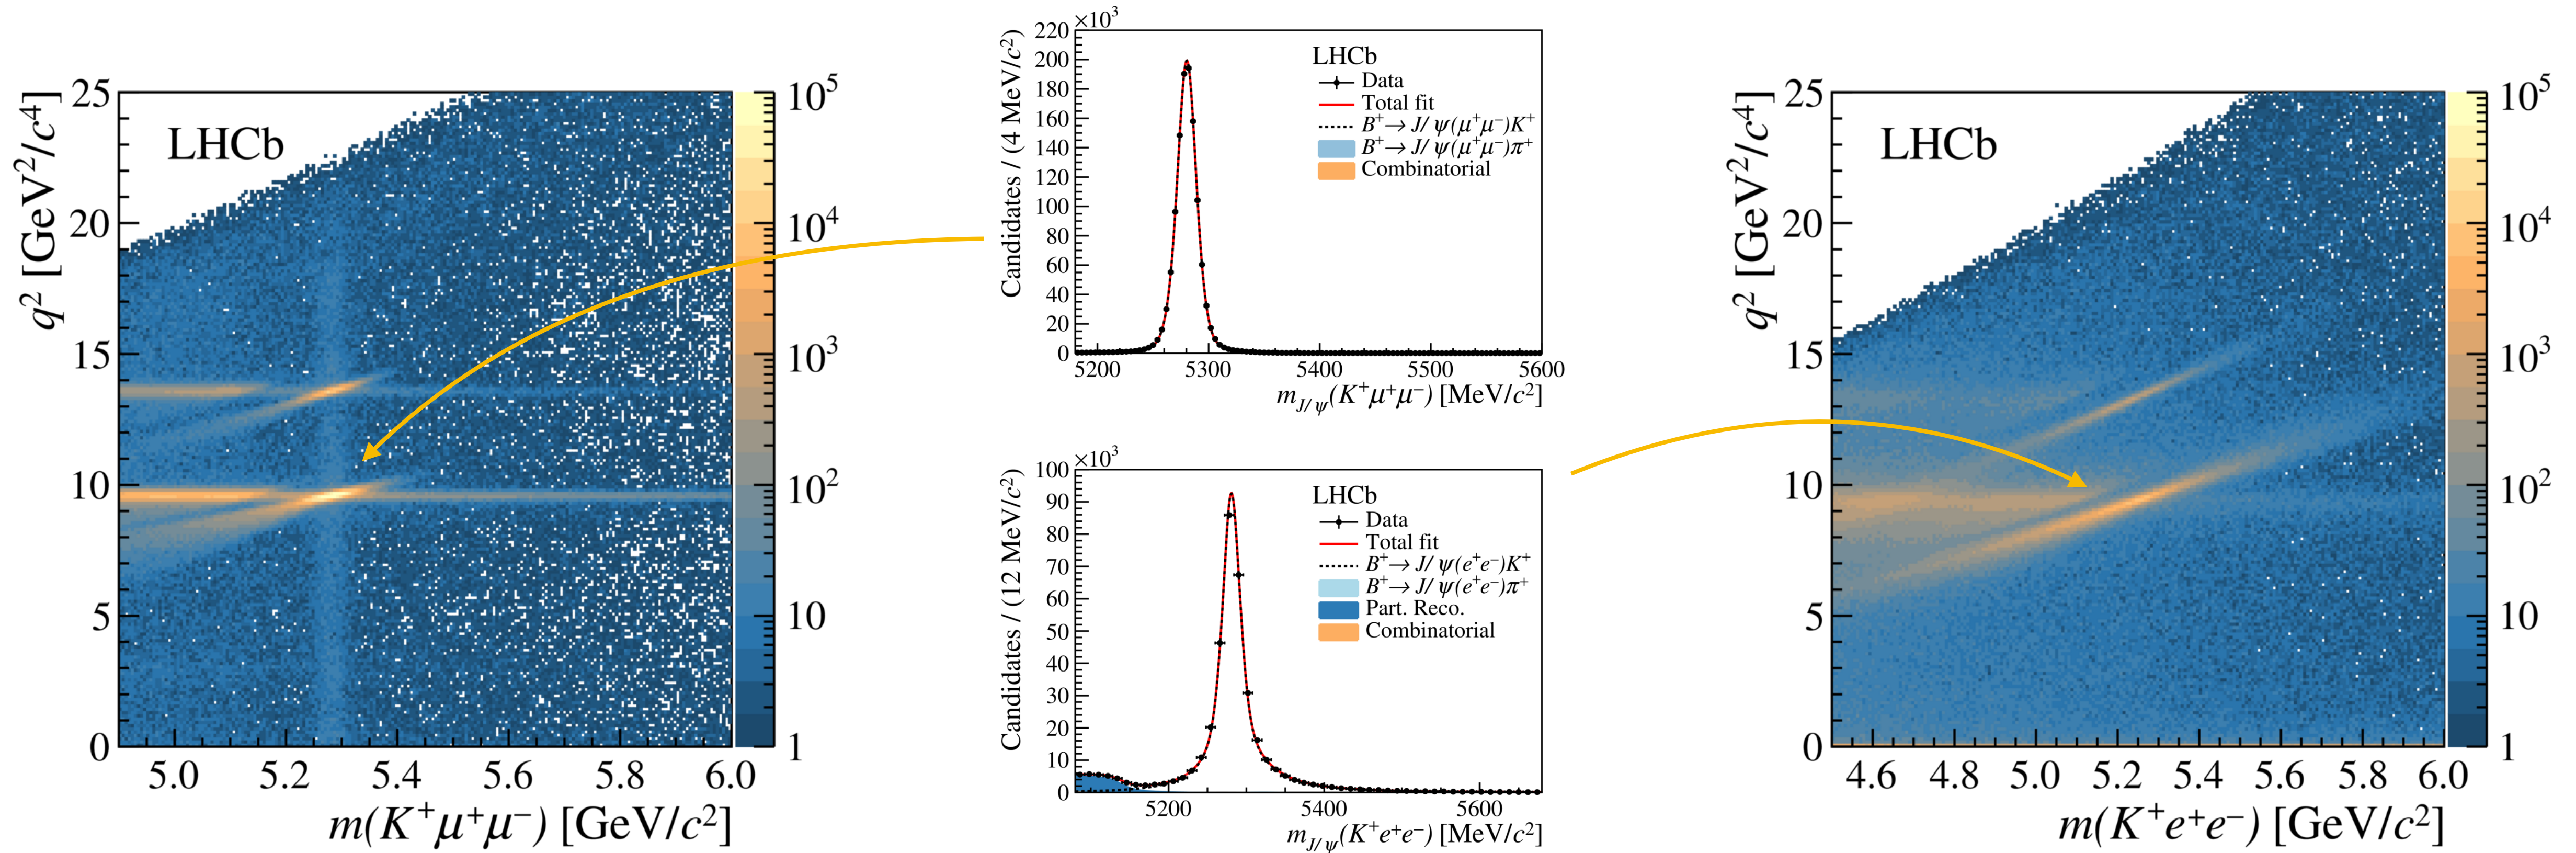 q² [GeV²/c⁴]
25
20
15
10
5
0
LHCb
5.0 5.2 5.4 5.6 5.8 6.0
m(K⁺μ⁺μ⁻) [GeV/c²]
10⁵
10⁴
10³
10²
10
1
×10³
Candidates / (4 MeV/c²)
220
200
180
160
140
120
100
80
60
40
20
0
LHCb
Data
Total fit
B⁺→ J/ψ(μ⁺μ⁻)K⁺
B⁺→ J/ψ(μ⁺μ⁻)π⁺
Combinatorial
5200 5300 5400 5500 5600
m_J/ψ(K⁺μ⁺μ⁻) [MeV/c²]
×10³
Candidates / (12 MeV/c²)
100
90
80
70
60
50
40
30
20
10
0
LHCb
Data
Total fit
B⁺→ J/ψ(e⁺e⁻)K⁺
B⁺→ J/ψ(e⁺e⁻)π⁺
Part. Reco.
Combinatorial
5200 5400 5600
m_J/ψ(K⁺e⁺e⁻) [MeV/c²]
q² [GeV²/c⁴]
25
20
15
10
5
0
LHCb
4.6 4.8 5.0 5.2 5.4 5.6 5.8 6.0
m(K⁺e⁺e⁻) [GeV/c²]
10⁵
10⁴
10³
10²
10
1